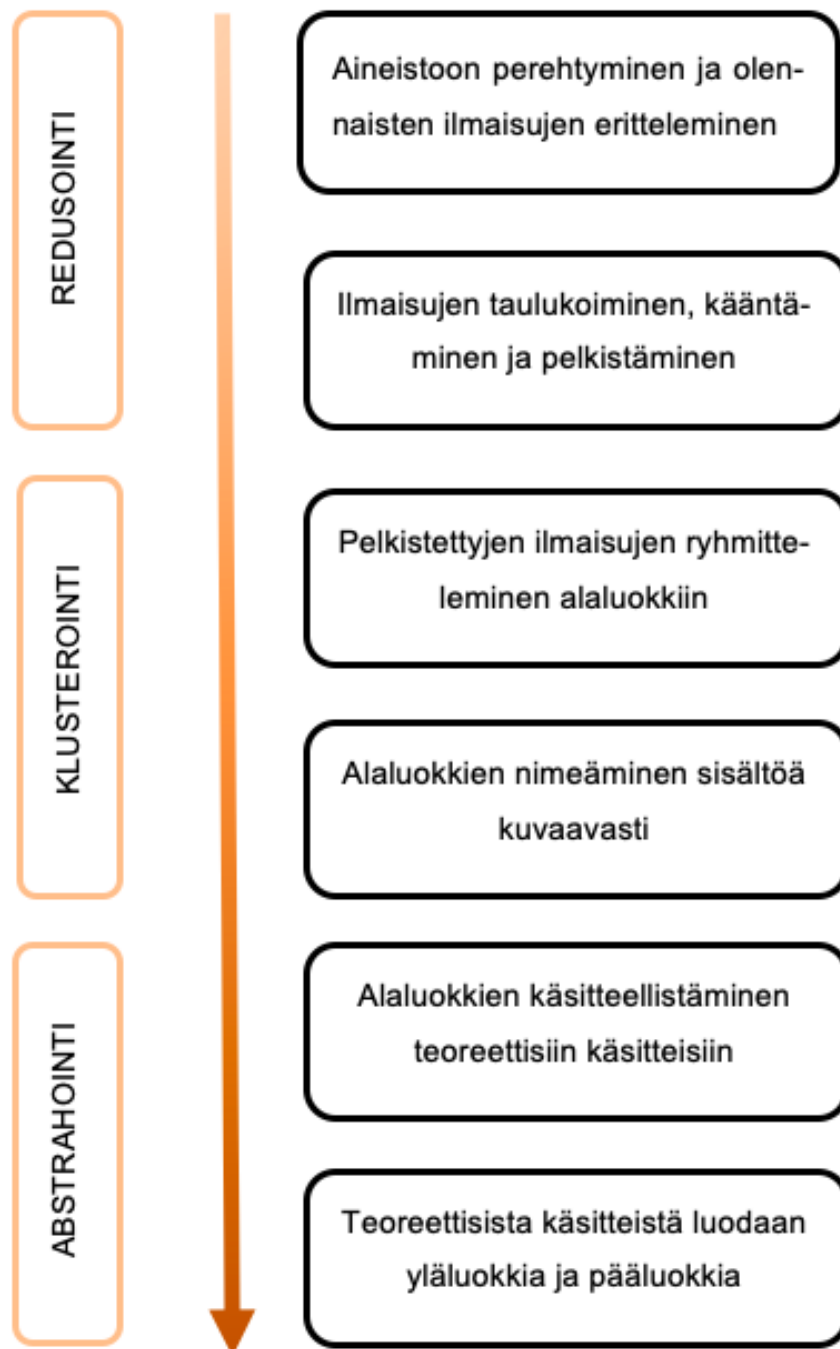 REDUSOINTI
Aineistoon perehtyminen ja olen-
naisten ilmaisujen eritteleminen
Ilmaisujen taulukoiminen, kääntä-
minen ja pelkistäminen
KLUSTEROINTI
Pelkistettyjen ilmaisujen ryhmitte-
leminen alaluokkiin
Alaluokkien nimeäminen sisältöä
kuvaavasti
ABSTRAHOINTI
Alaluokkien käsitteellistäminen
teoreettisiin käsitteisiin
Teoreettisista käsitteistä luodaan
yläluokkia ja pääluokkia